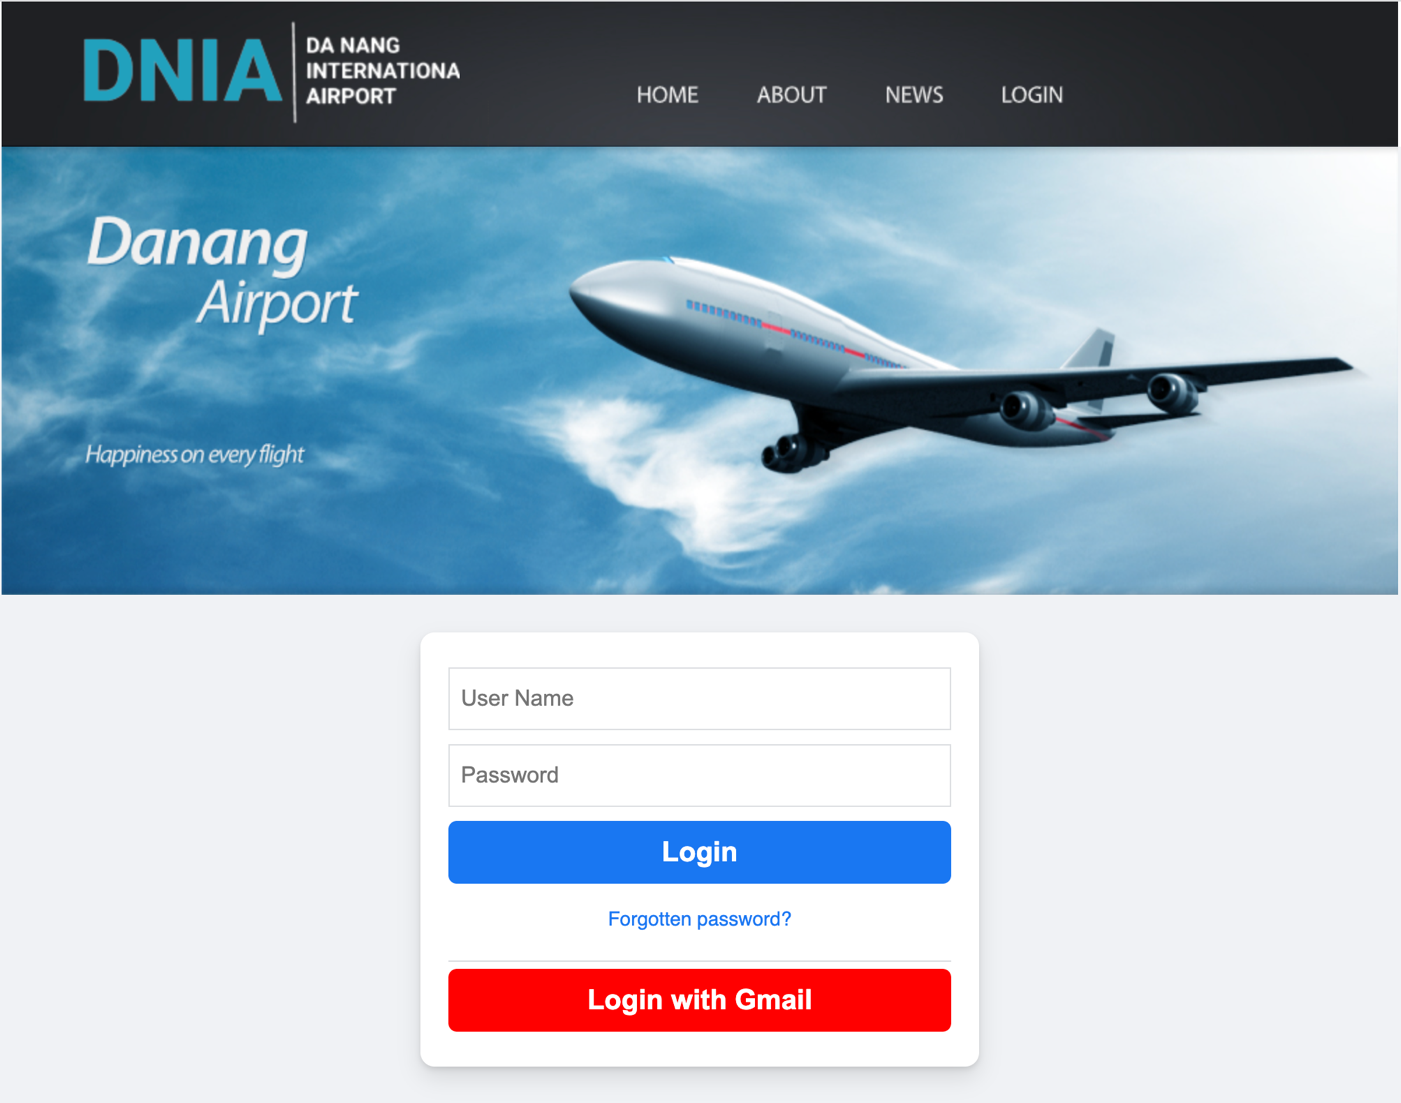 DNIA
DA NANG
INTERNATIONA
AIRPORT
HOME ABOUT NEWS LOGIN
Danang
Airport
Happiness on every flight
User Name
Password
Login
Forgotten password?
Login with Gmail